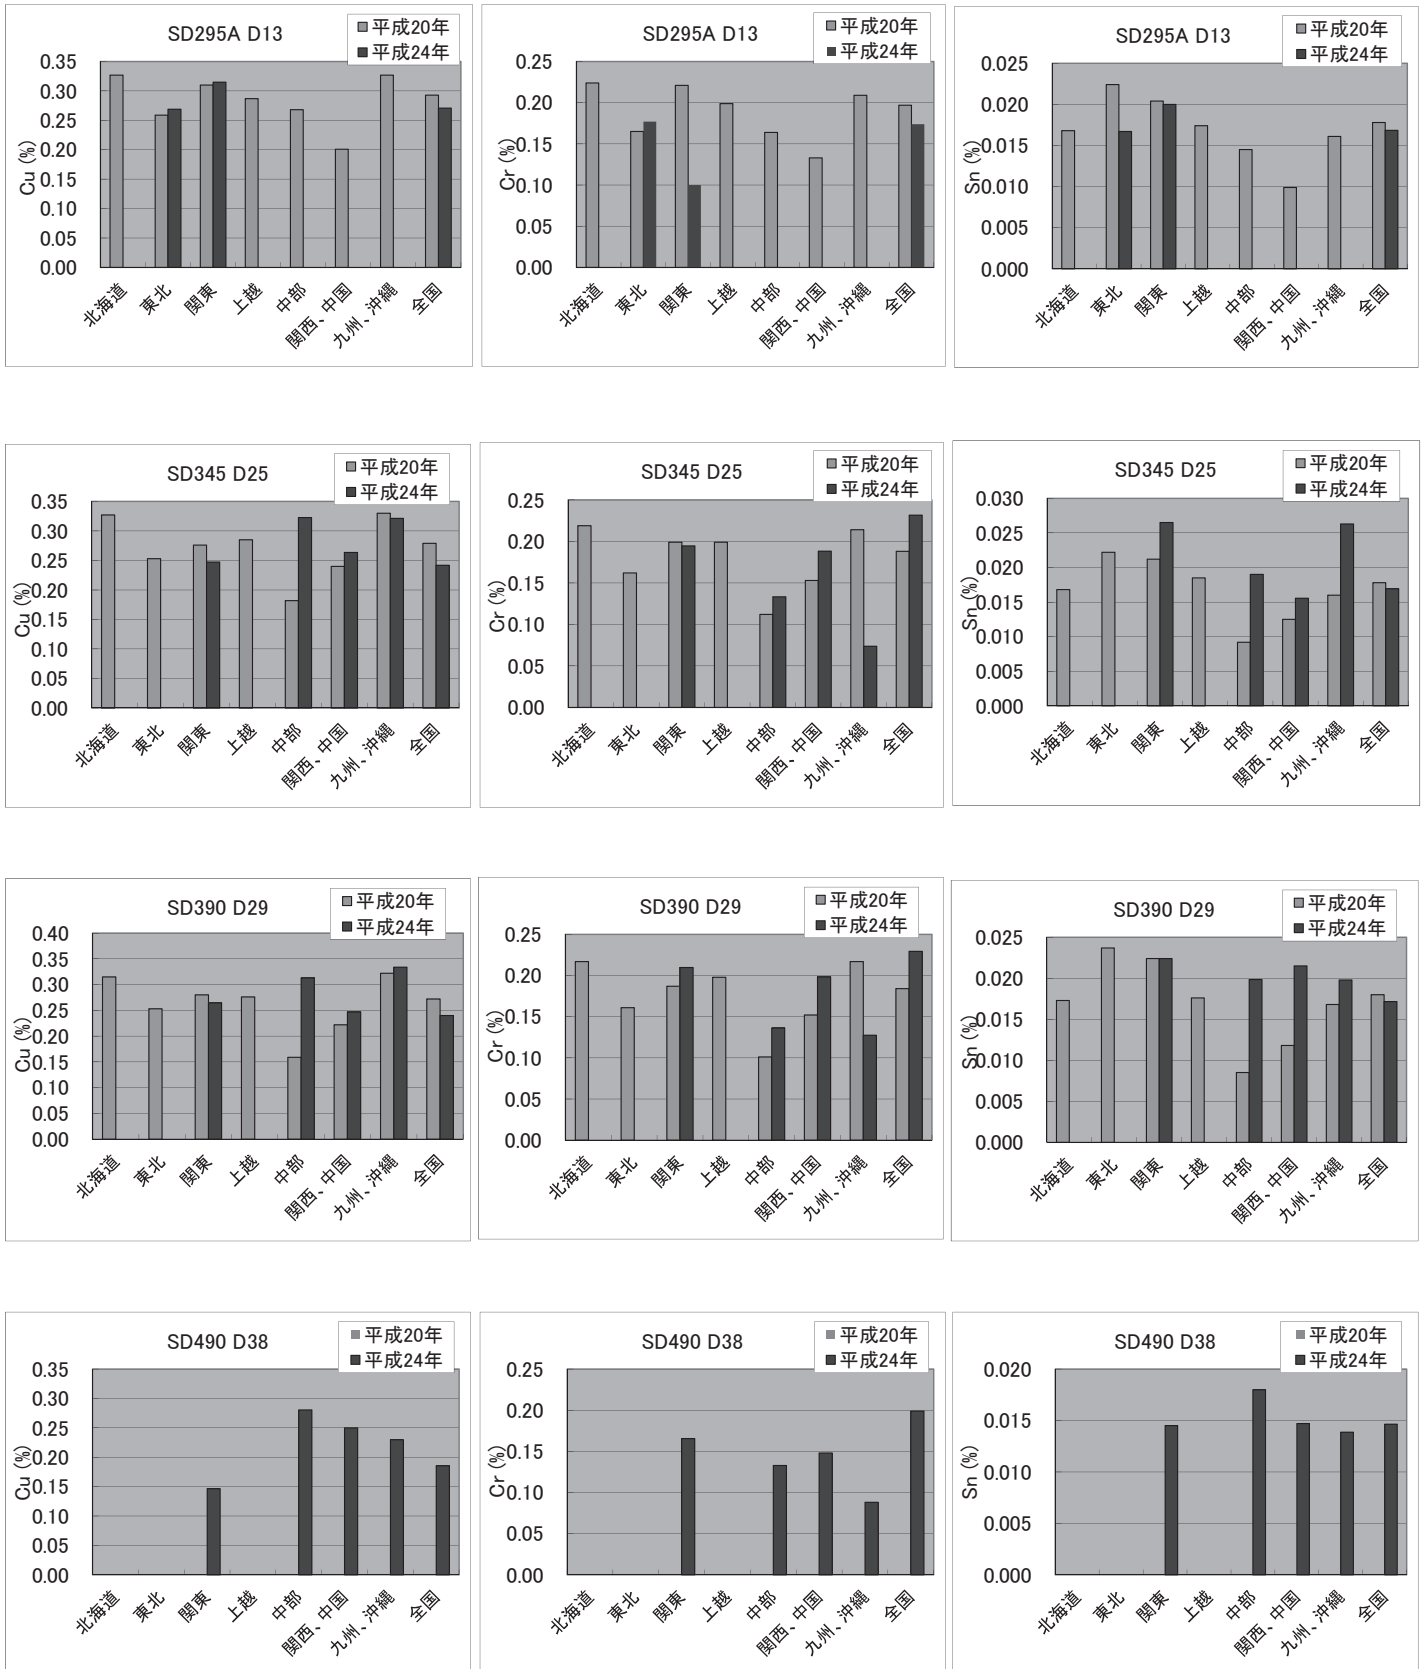 SD295A D13
平成20年
平成24年
Cu (%)
0.35
0.30
0.25
0.20
0.15
0.10
0.05
0.00
北海道
東北
関東
上越
中部
関西、中国
九州、沖縄
全国
SD295A D13
平成20年
平成24年
Cr (%)
0.25
0.20
0.15
0.10
0.05
0.00
北海道
東北
関東
上越
中部
関西、中国
九州、沖縄
全国
SD295A D13
平成20年
平成24年
Sn (%)
0.025
0.020
0.015
0.010
0.005
0.000
北海道
東北
関東
上越
中部
関西、中国
九州、沖縄
全国
SD345 D25
平成20年
平成24年
Cu (%)
0.35
0.30
0.25
0.20
0.15
0.10
0.05
0.00
北海道
東北
関東
上越
中部
関西、中国
九州、沖縄
全国
SD345 D25
平成20年
平成24年
Cr (%)
0.25
0.20
0.15
0.10
0.05
0.00
北海道
東北
関東
上越
中部
関西、中国
九州、沖縄
全国
SD345 D25
平成20年
平成24年
Sn (%)
0.030
0.025
0.020
0.015
0.010
0.005
0.000
北海道
東北
関東
上越
中部
関西、中国
九州、沖縄
全国
SD390 D29
平成20年
平成24年
Cu (%)
0.40
0.35
0.30
0.25
0.20
0.15
0.10
0.05
0.00
北海道
東北
関東
上越
中部
関西、中国
九州、沖縄
全国
SD390 D29
平成20年
平成24年
Cr (%)
0.25
0.20
0.15
0.10
0.05
0.00
北海道
東北
関東
上越
中部
関西、中国
九州、沖縄
全国
SD390 D29
平成20年
平成24年
Sn (%)
0.025
0.020
0.015
0.010
0.005
0.000
北海道
東北
関東
上越
中部
関西、中国
九州、沖縄
全国
SD490 D38
平成20年
平成24年
Cu (%)
0.35
0.30
0.25
0.20
0.15
0.10
0.05
0.00
北海道
東北
関東
上越
中部
関西、中国
九州、沖縄
全国
SD490 D38
平成20年
平成24年
Cr (%)
0.25
0.20
0.15
0.10
0.05
0.00
北海道
東北
関東
上越
中部
関西、中国
九州、沖縄
全国
SD490 D38
平成20年
平成24年
Sn (%)
0.020
0.015
0.010
0.005
0.000
北海道
東北
関東
上越
中部
関西、中国
九州、沖縄
全国